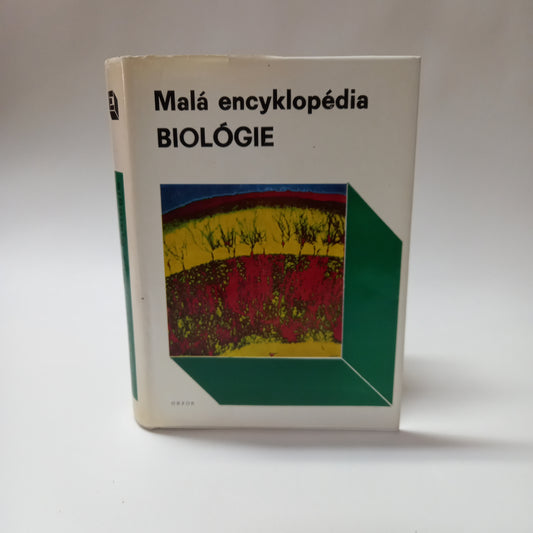 Malá encyklopédia
BIOLÓGIE
OBZOR